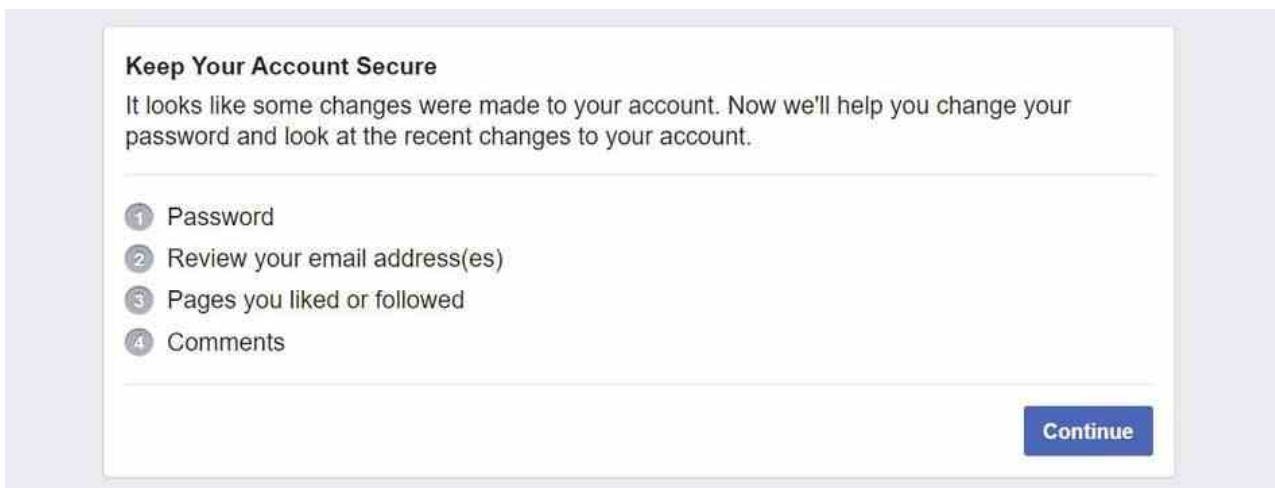 Keep Your Account Secure
It looks like some changes were made to your account. Now we'll help you change your
password and look at the recent changes to your account.
1 Password
2 Review your email address(es)
3 Pages you liked or followed
4 Comments
Continue